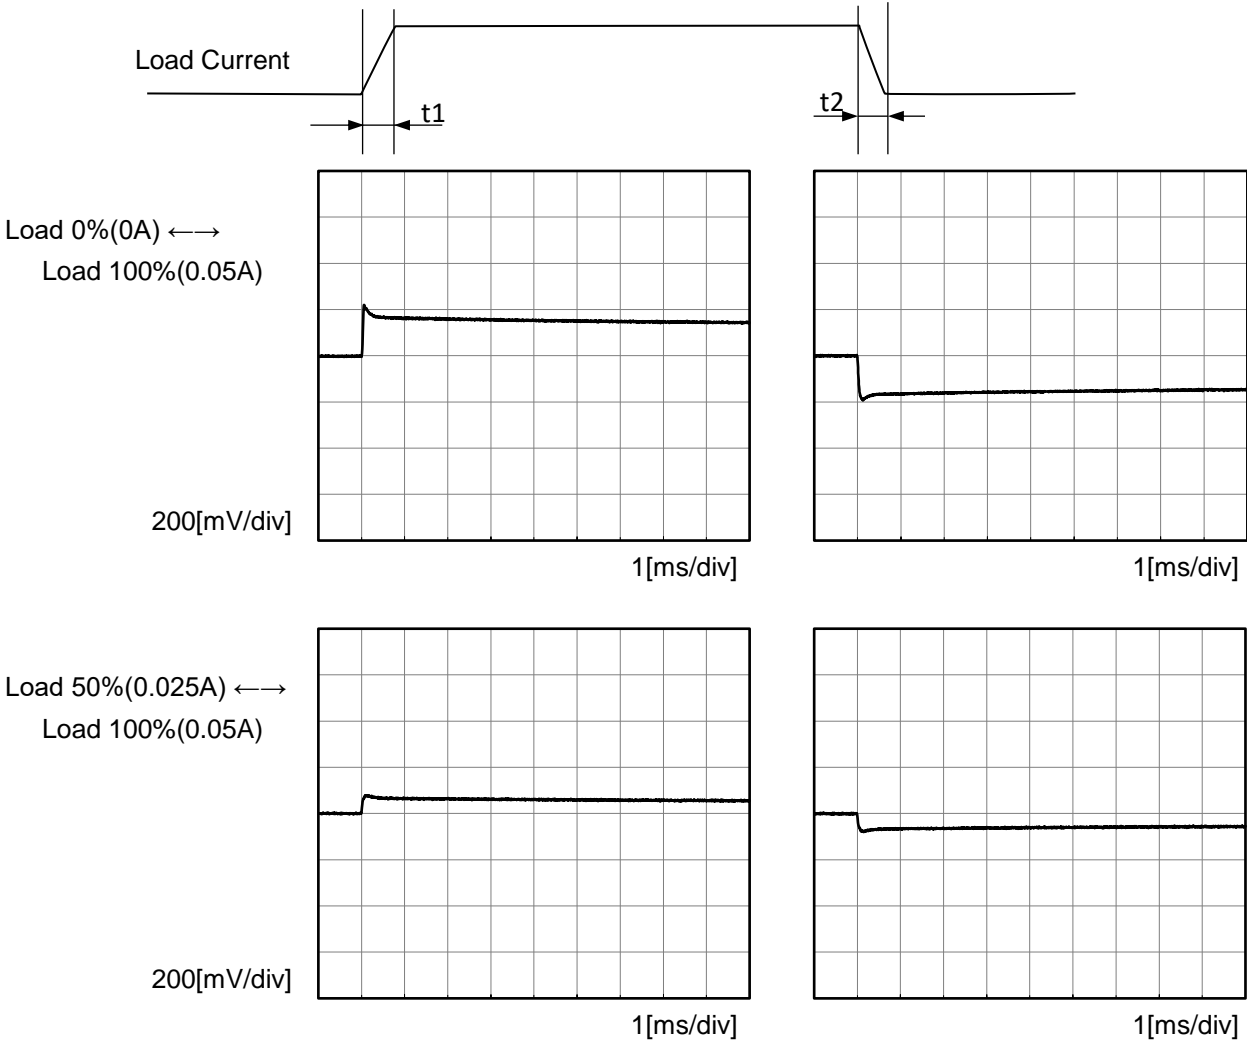 Load Current
t1
t2
Load 0%(0A) ←→
Load 100%(0.05A)
200[mV/div]
1[ms/div]
1[ms/div]
Load 50%(0.025A) ←→
Load 100%(0.05A)
200[mV/div]
1[ms/div]
1[ms/div]